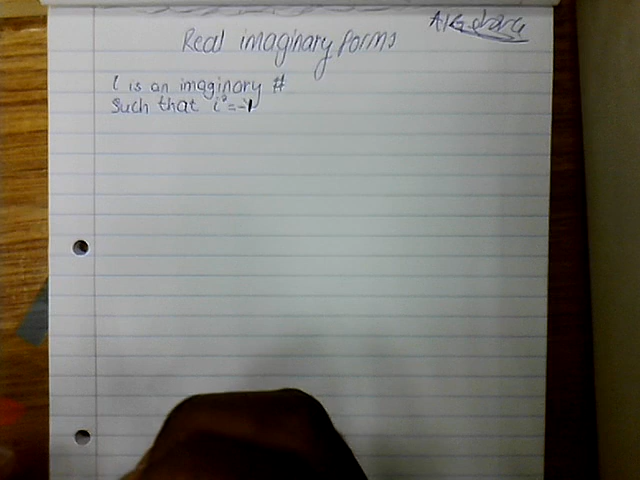 Algebra
Real imaginary forms
i is an imaginary #
Such that i²=-1